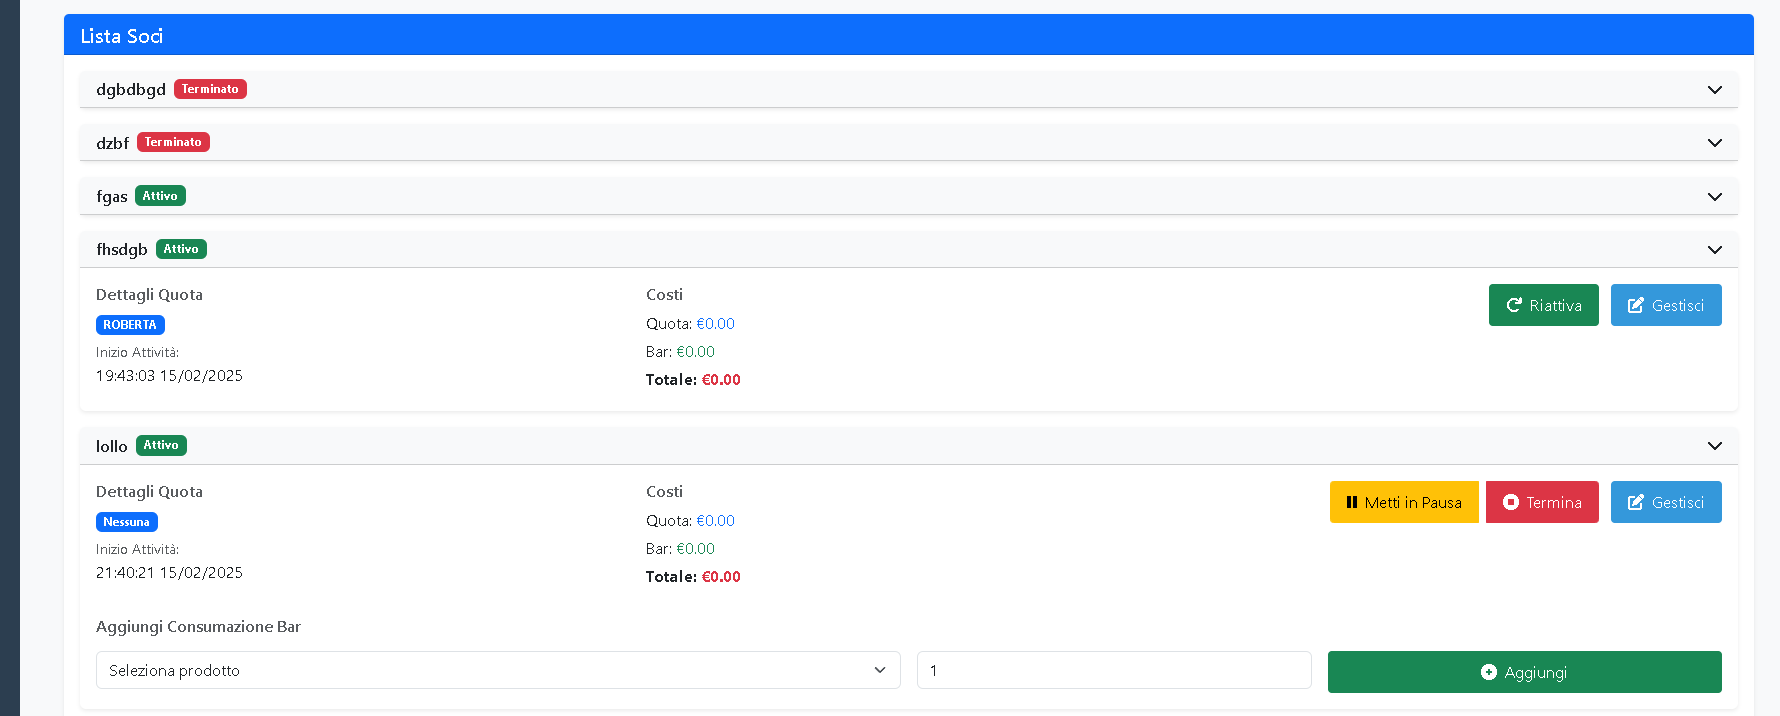 Lista Soci
dgbdbgd Terminato
dzbf Terminato
fgas Attivo
fhsdgb Attivo
Dettagli Quota
ROBERTA
Inizio Attività:
19:43:03 15/02/2025
Costi
Quota: €0.00
Bar: €0.00
Totale: €0.00
Riattiva
Gestisci
lollo Attivo
Dettagli Quota
Nessuna
Inizio Attività:
21:40:21 15/02/2025
Costi
Quota: €0.00
Bar: €0.00
Totale: €0.00
Metti in Pausa
Termina
Gestisci
Aggiungi Consumazione Bar
Seleziona prodotto
1
Aggiungi